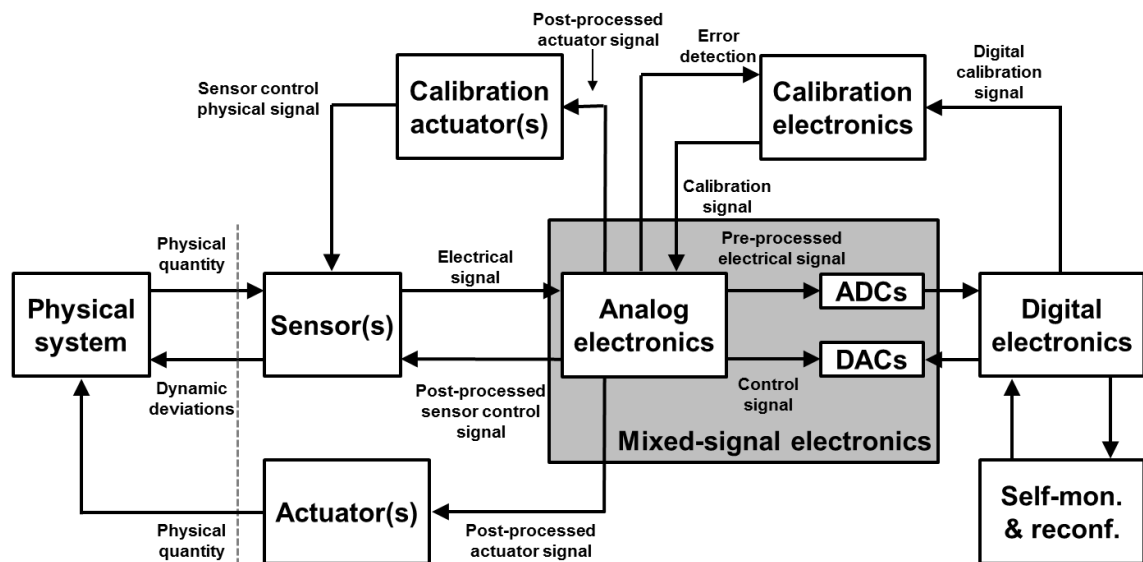 Post-processed
actuator signal
Error
detection
Digital
calibration
signal
Sensor control
physical signal
Calibration
actuator(s)
Calibration
electronics
Calibration
signal
Physical
quantity
Electrical
signal
Pre-processed
electrical signal
Physical
system
Sensor(s)
Analog
electronics
ADCs
DACs
Digital
electronics
Dynamic
deviations
Post-processed
sensor control
signal
Control
signal
Mixed-signal electronics
Actuator(s)
Self-mon.
& reconf.
Physical
quantity
Post-processed
actuator signal